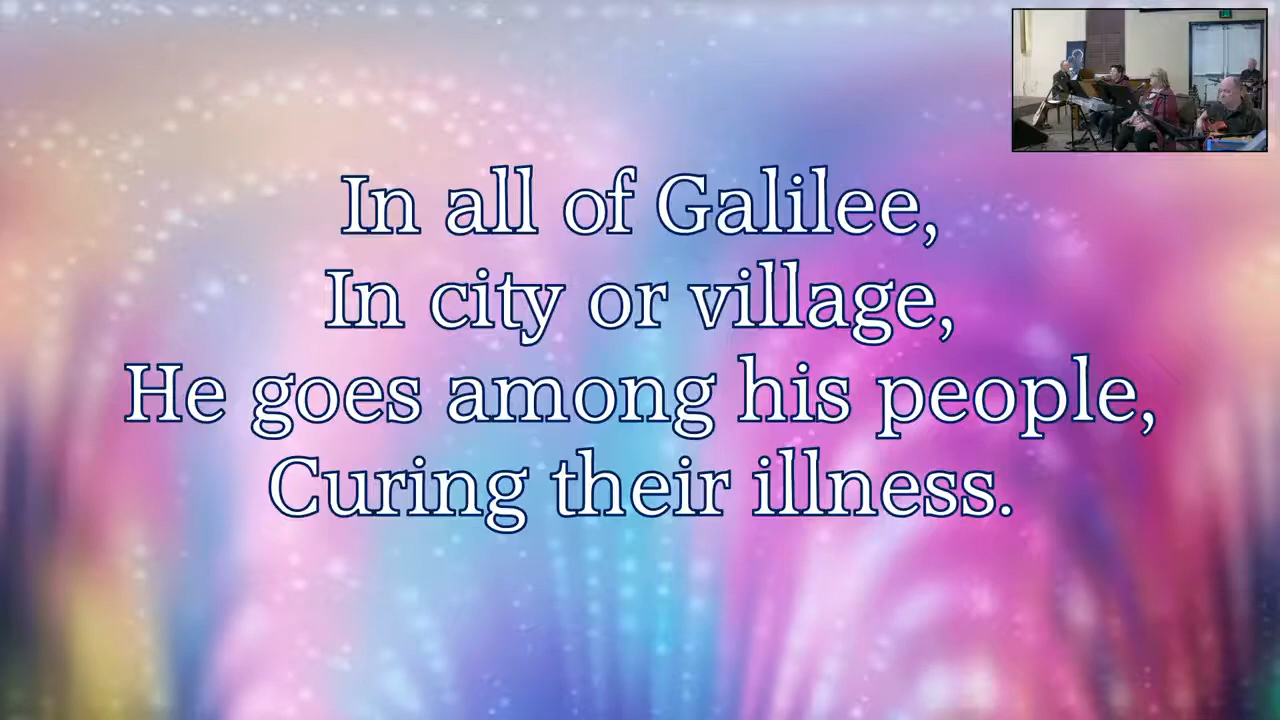 In all of Galilee,
In city or village,
He goes among his people,
Curing their illness.